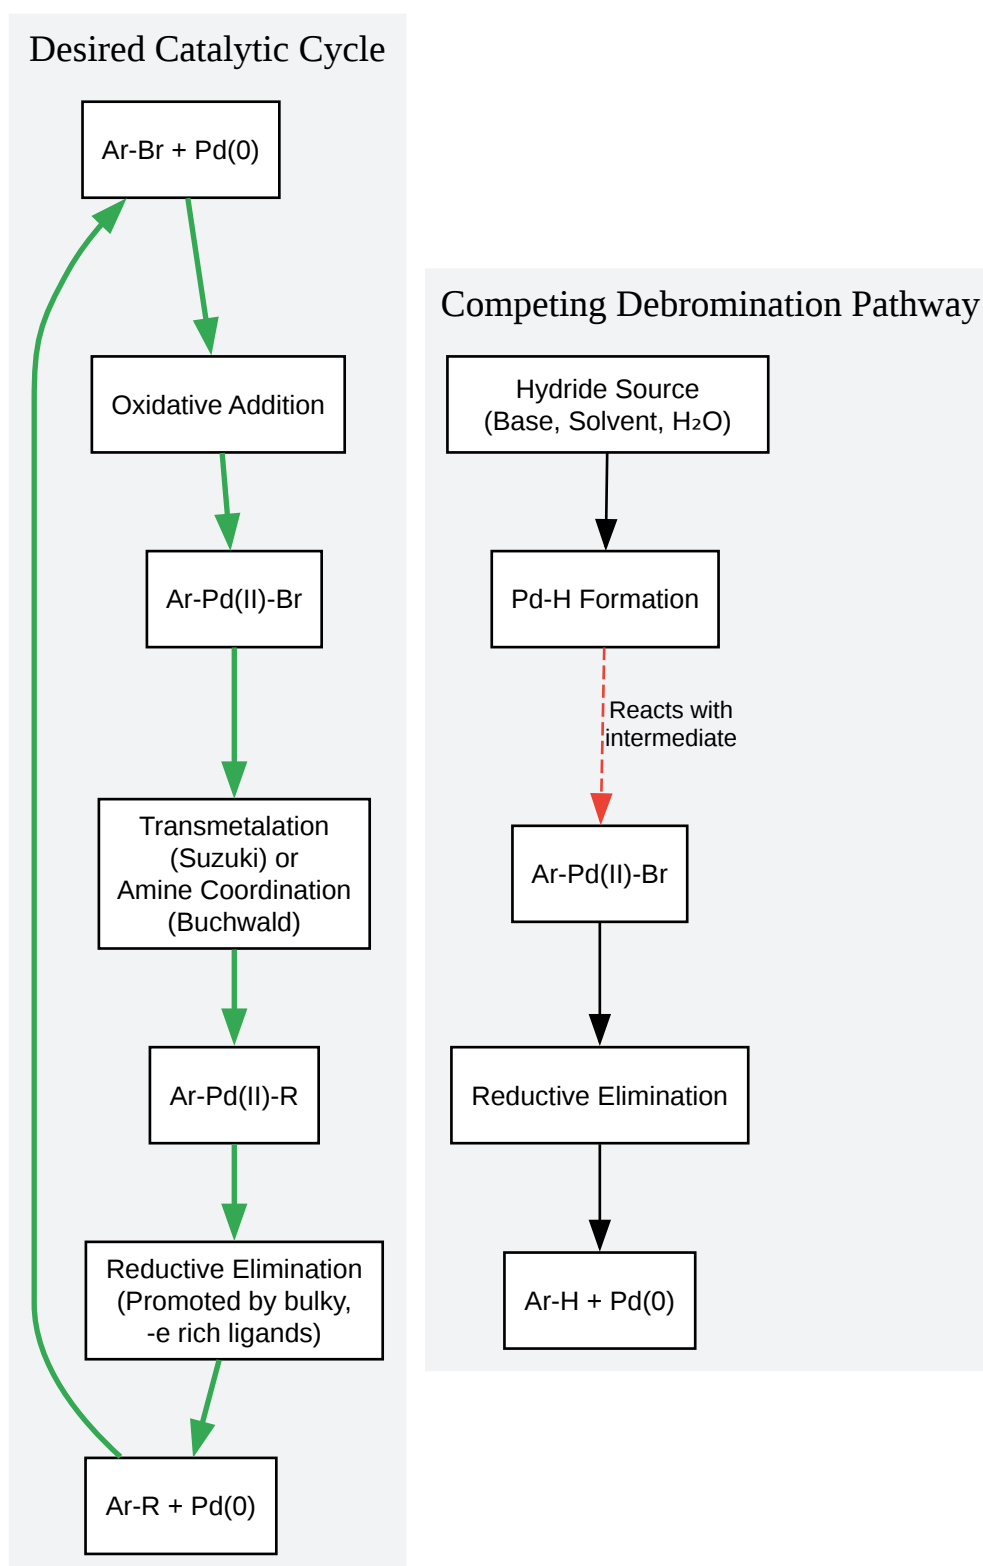 Desired Catalytic Cycle
Ar-Br + Pd(0)
Oxidative Addition
Ar-Pd(II)-Br
Transmetalation
(Suzuki) or
Amine Coordination
(Buchwald)
Ar-Pd(II)-R
Reductive Elimination
(Promoted by bulky,
-e rich ligands)
Ar-R + Pd(0)
Competing Debromination Pathway
Hydride Source
(Base, Solvent, H₂O)
Pd-H Formation
Reacts with
intermediate
Ar-Pd(II)-Br
Reductive Elimination
Ar-H + Pd(0)